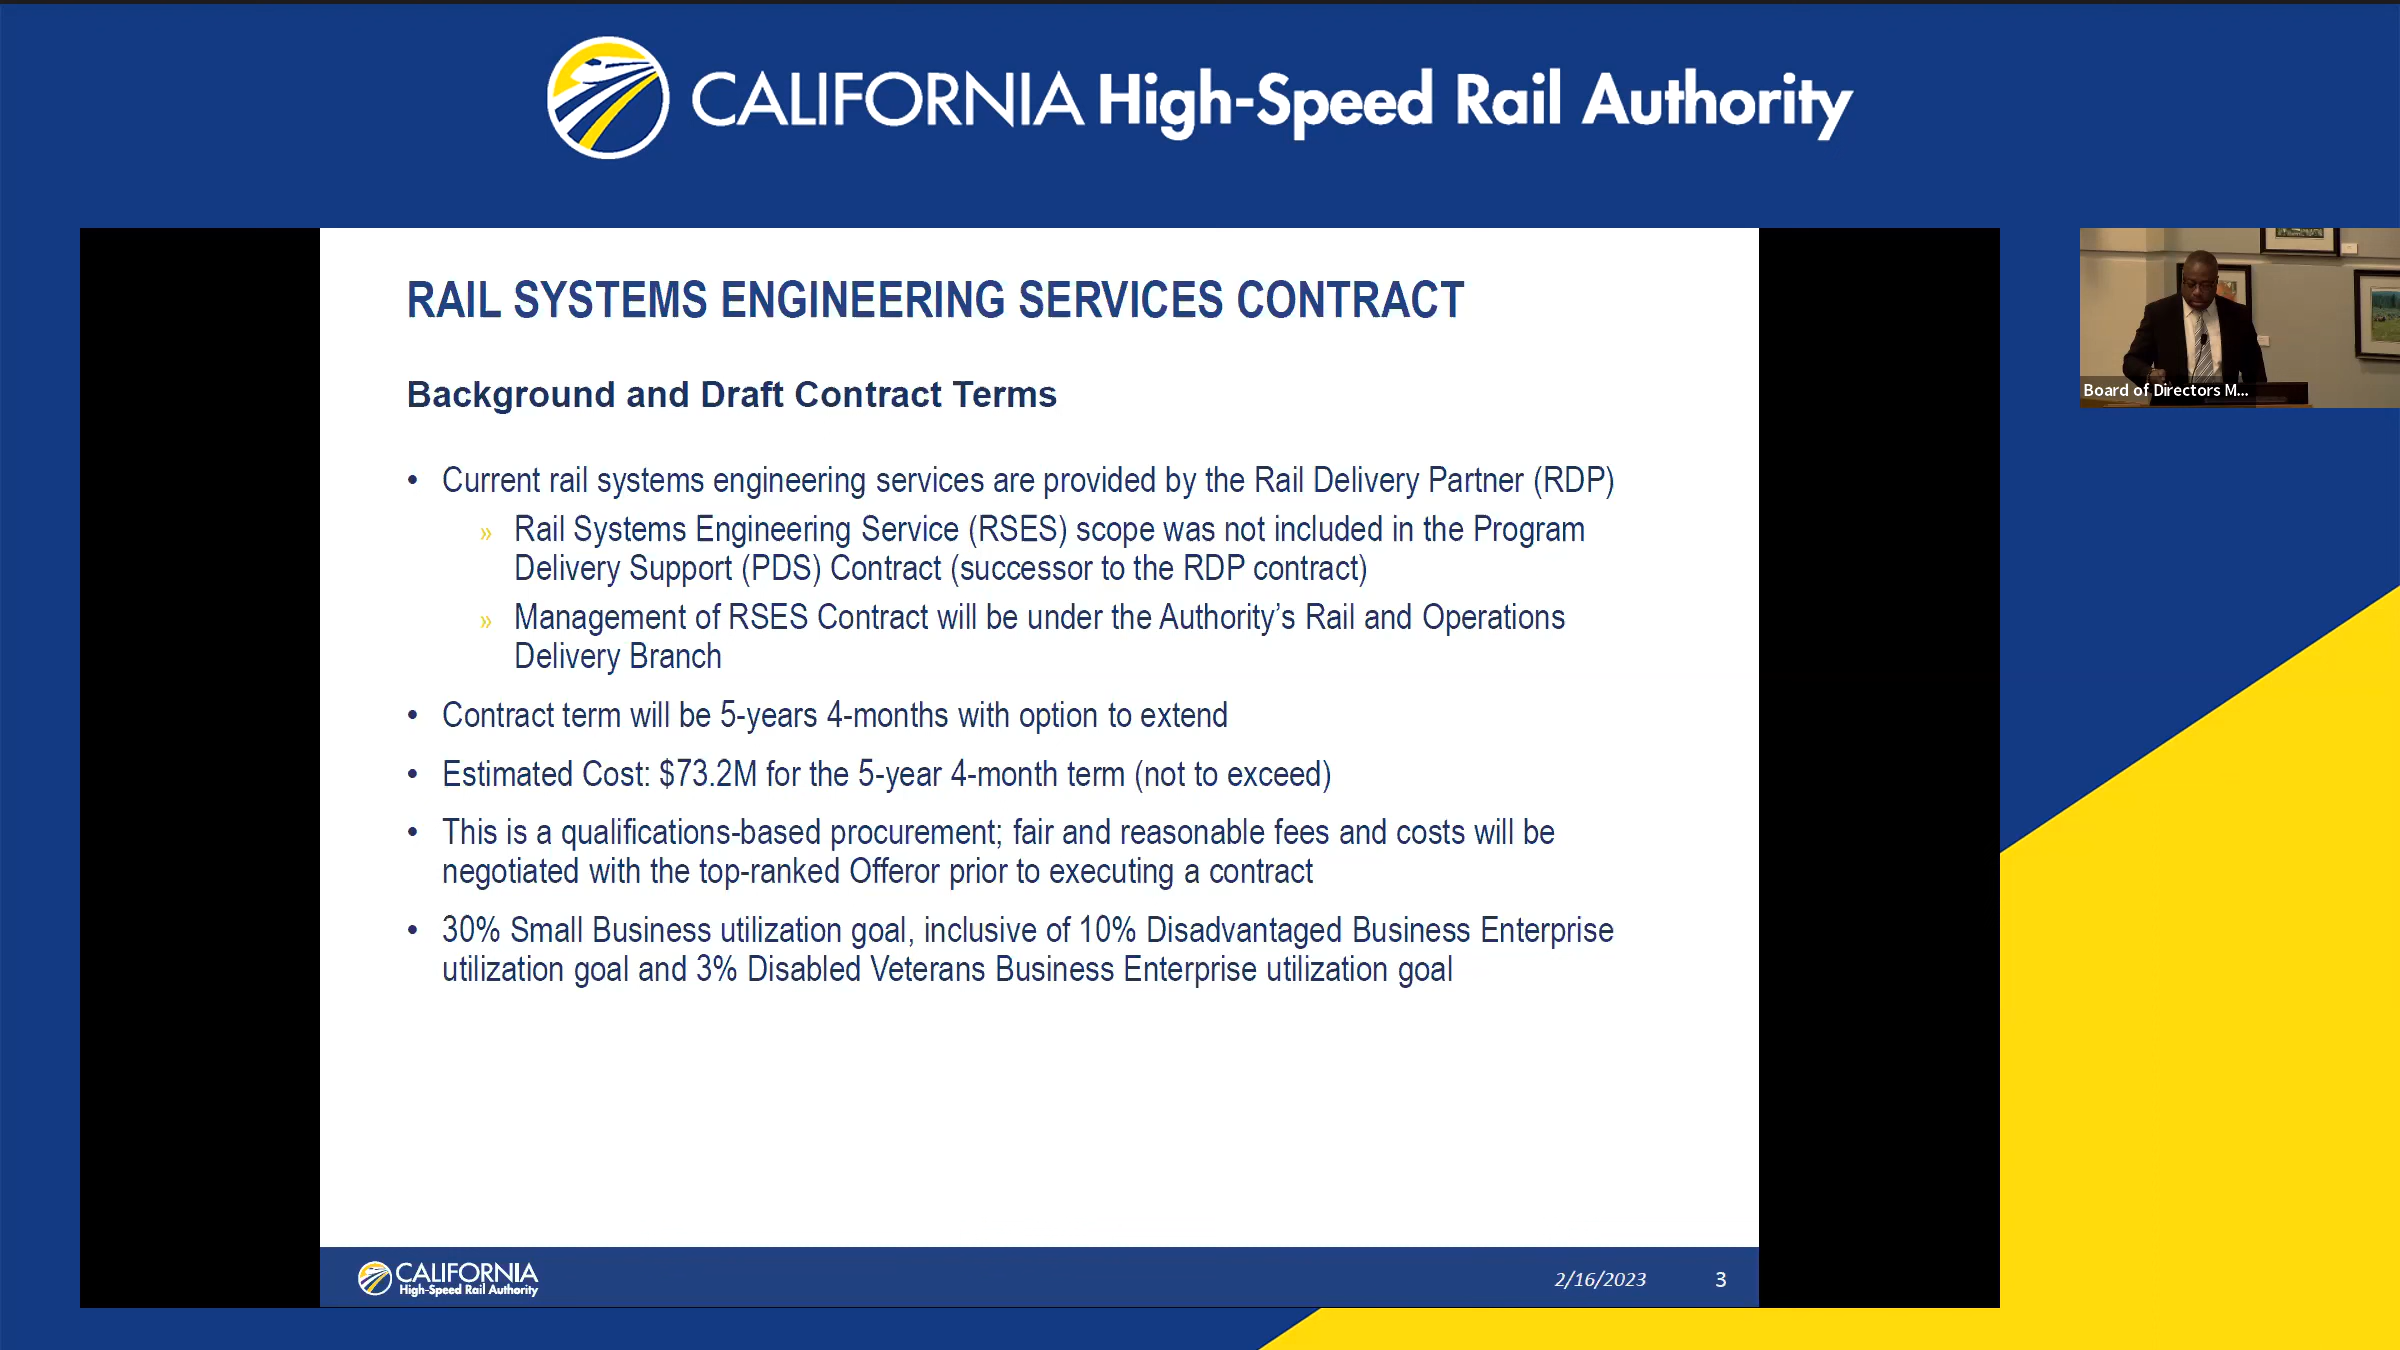 CALIFORNIA High-Speed Rail Authority
RAIL SYSTEMS ENGINEERING SERVICES CONTRACT
Background and Draft Contract Terms
• Current rail systems engineering services are provided by the Rail Delivery Partner (RDP)
» Rail Systems Engineering Service (RSES) scope was not included in the Program
Delivery Support (PDS) Contract (successor to the RDP contract)
» Management of RSES Contract will be under the Authority’s Rail and Operations
Delivery Branch
• Contract term will be 5-years 4-months with option to extend
• Estimated Cost: $73.2M for the 5-year 4-month term (not to exceed)
• This is a qualifications-based procurement; fair and reasonable fees and costs will be
negotiated with the top-ranked Offeror prior to executing a contract
• 30% Small Business utilization goal, inclusive of 10% Disadvantaged Business Enterprise
utilization goal and 3% Disabled Veterans Business Enterprise utilization goal
CALIFORNIA
High-Speed Rail Authority
2/16/2023 3
Board of Directors M...